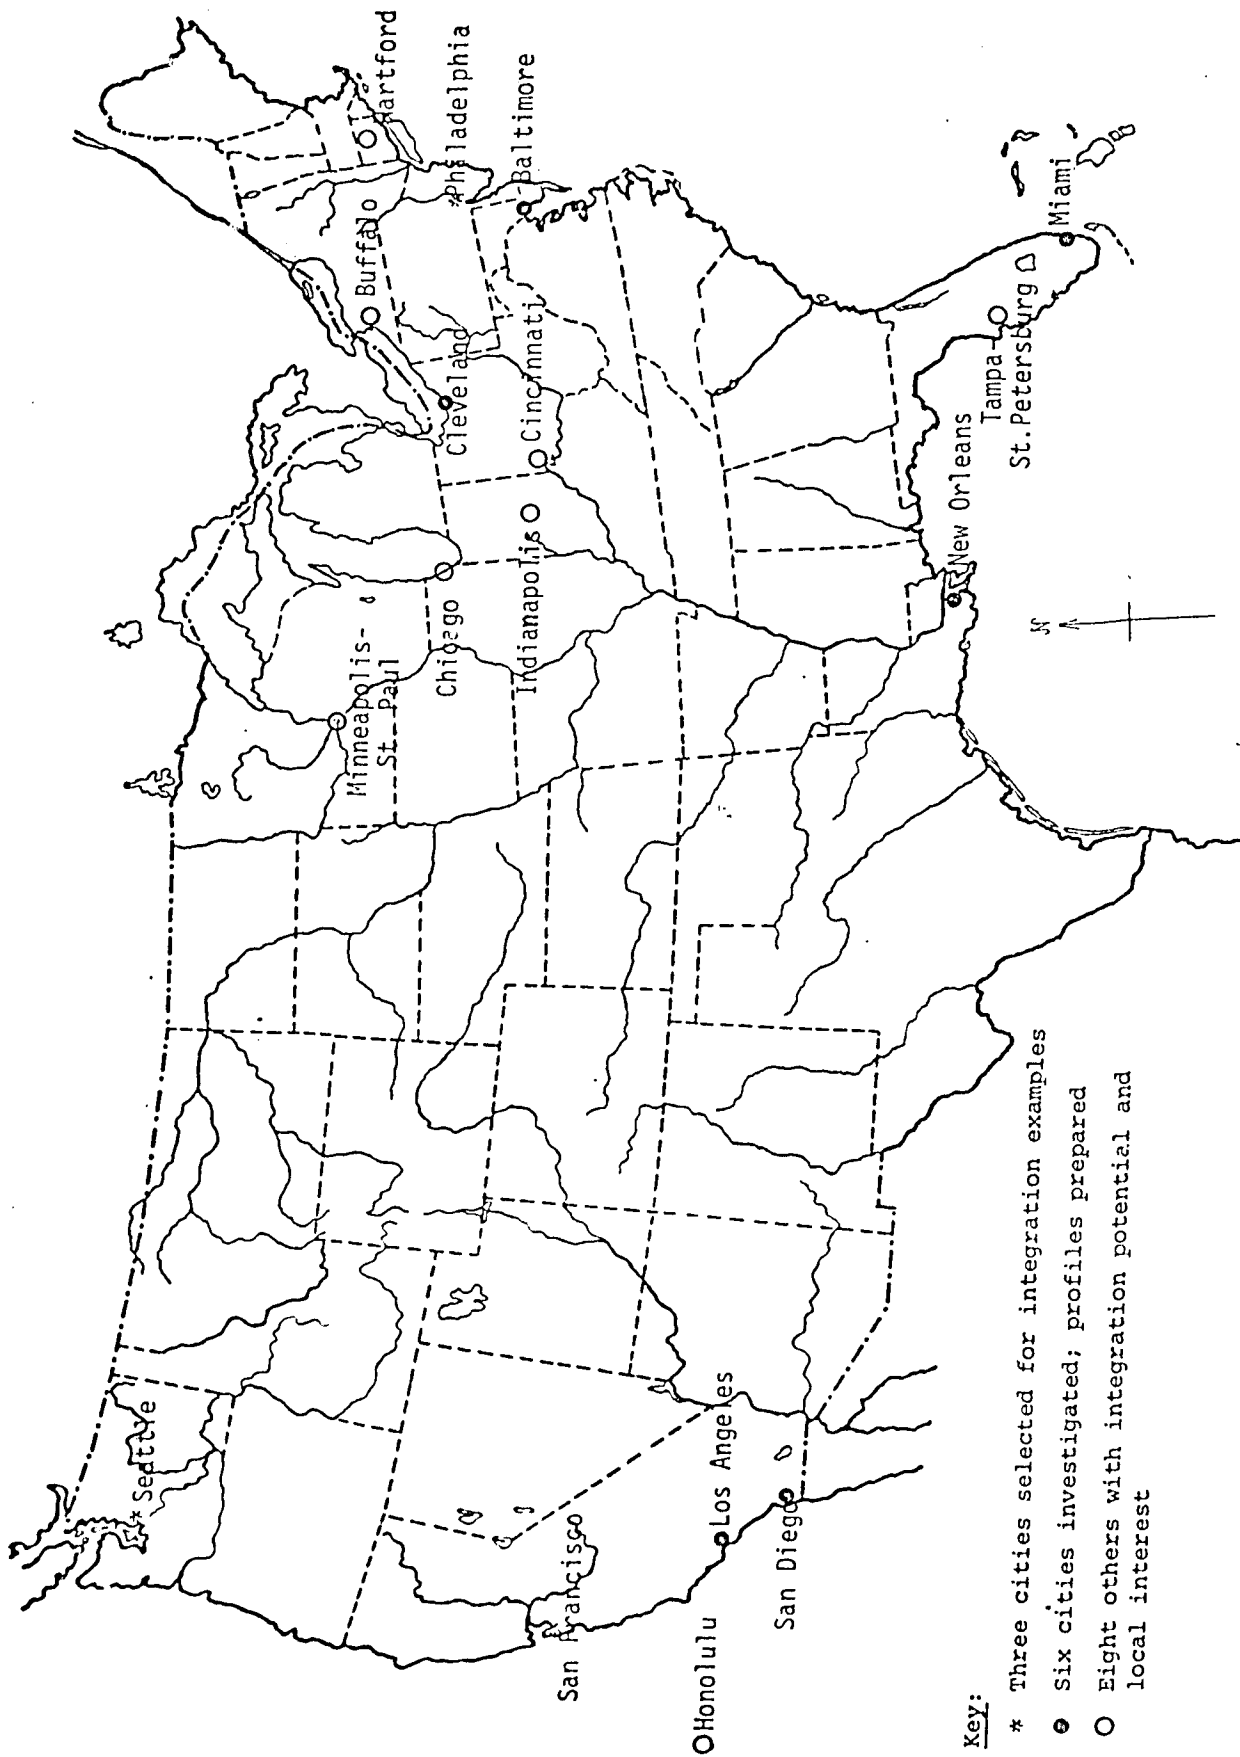 * Seattle
San Francisco
Los Angeles
San Diego
Honolulu
Minneapolis-
St. Paul
Chicago
Indianapolis
Cincinnati
Cleveland
Buffalo
Hartford
*Philadelphia
Baltimore
New Orleans
Tampa-
St.Petersburg
Miami
N
Key:
* Three cities selected for integration examples
Six cities investigated; profiles prepared
Eight others with integration potential and
local interest